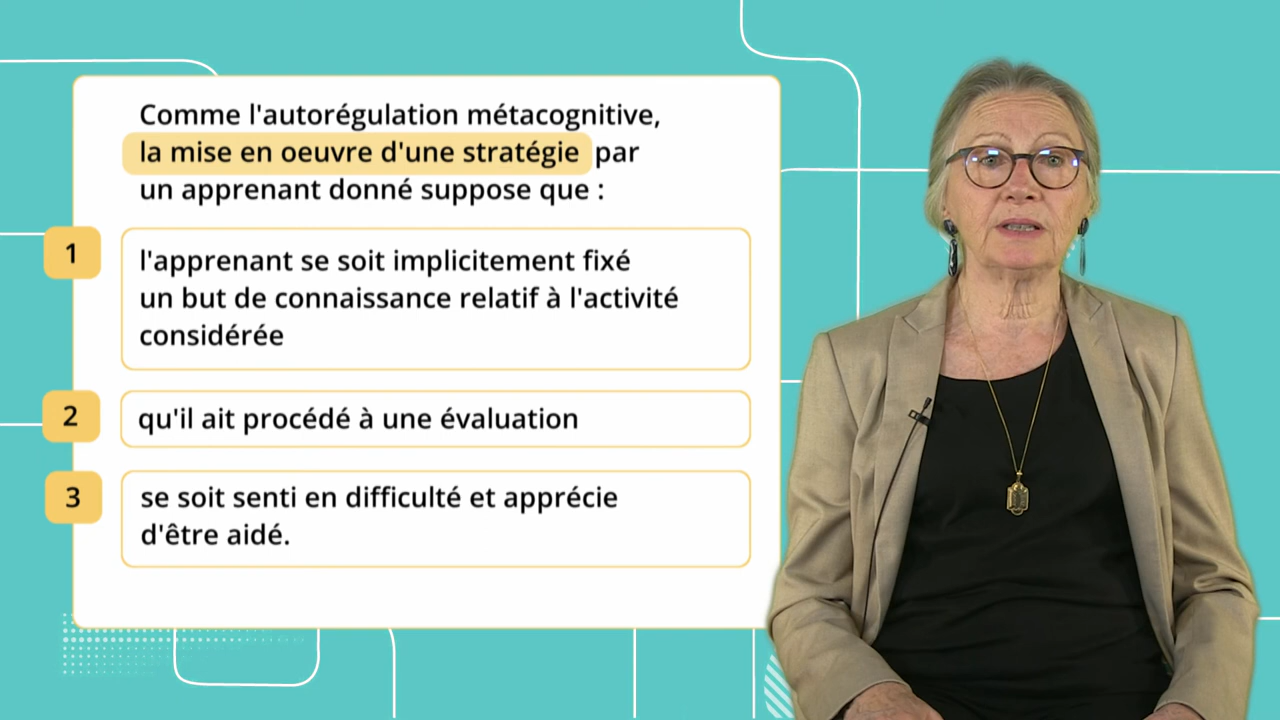 Comme l'autorégulation métacognitive,
la mise en oeuvre d'une stratégie par
un apprenant donné suppose que :
1
l'apprenant se soit implicitement fixé
un but de connaissance relatif à l'activité
considérée
2
qu'il ait procédé à une évaluation
3
se soit senti en difficulté et apprécie
d'être aidé.